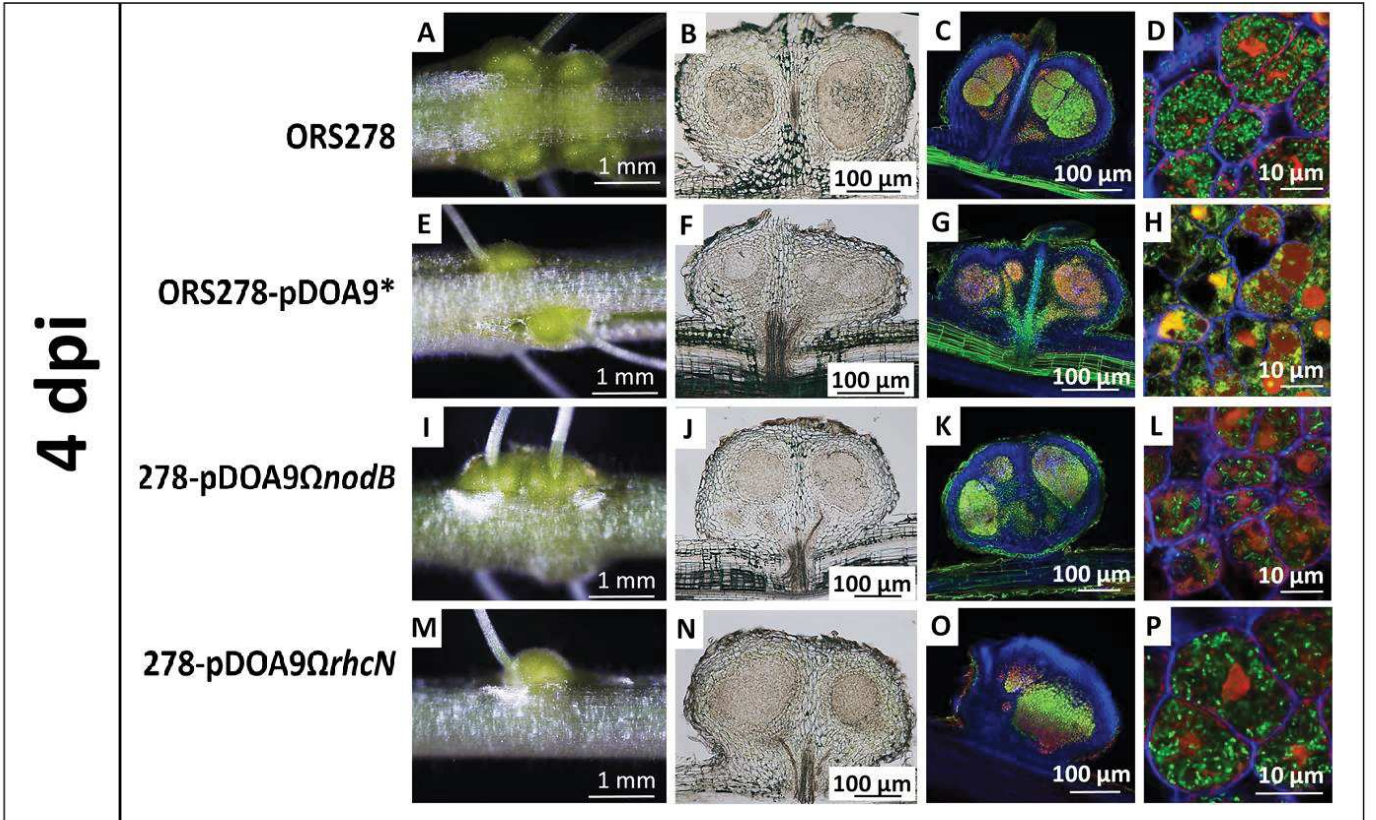 4 dpi
A
B
C
D
ORS278
1 mm
100 µm
100 µm
10 µm
E
F
G
H
ORS278-pDOA9*
1 mm
100 µm
100 µm
10 µm
I
J
K
L
278-pDOA9ΩnodB
1 mm
100 µm
100 µm
10 µm
M
N
O
P
278-pDOA9ΩrhcN
1 mm
100 µm
100 µm
10 µm